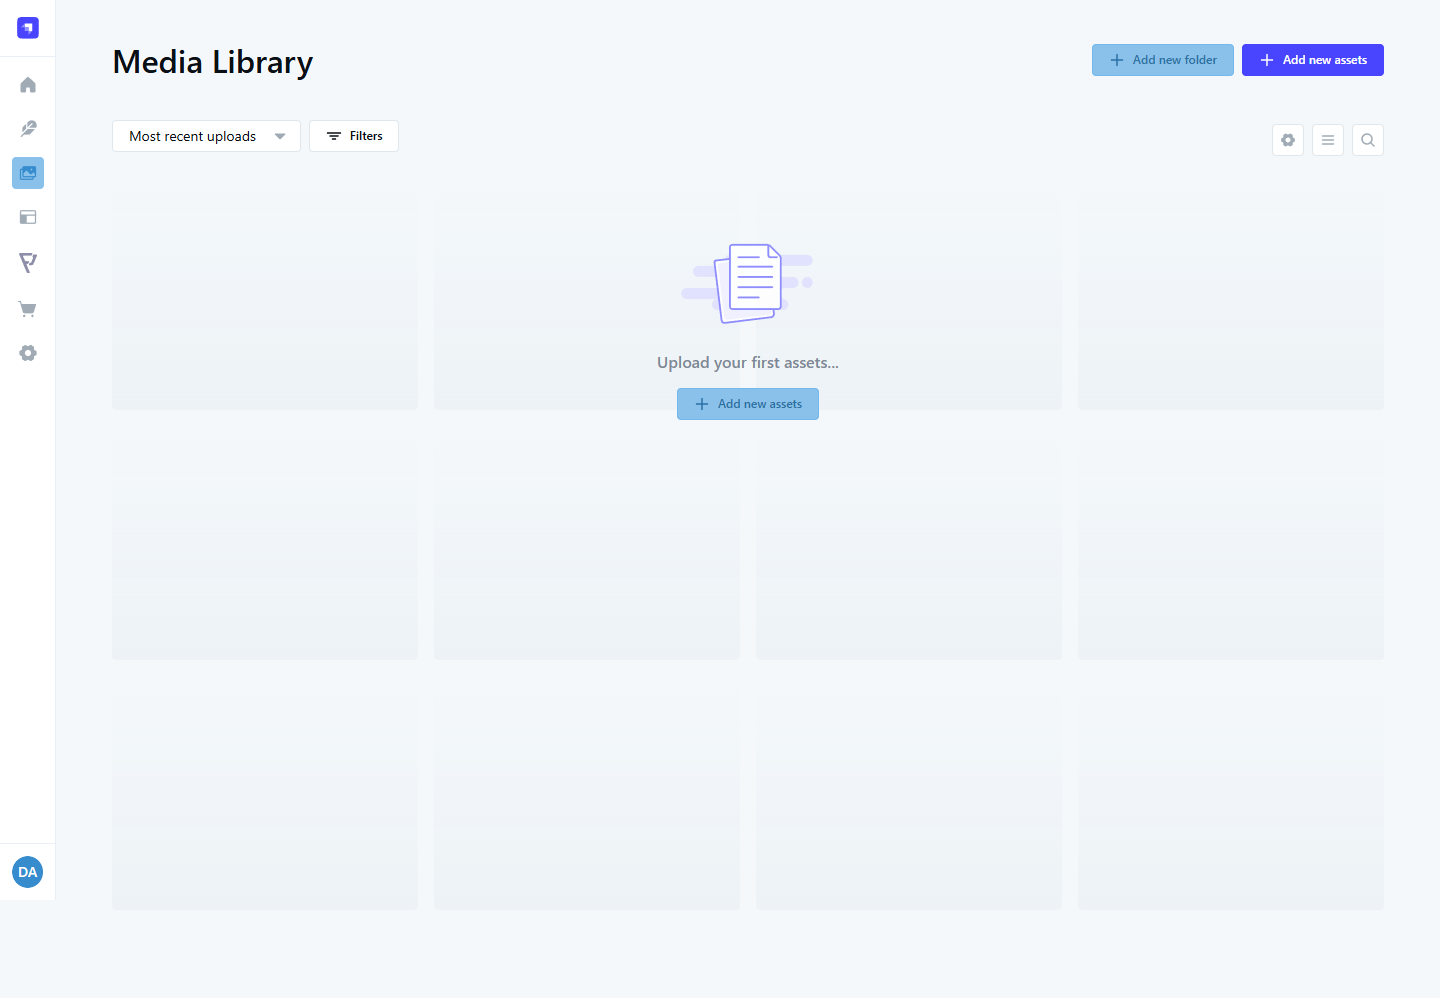 Media Library
Add new folder
Add new assets
Most recent uploads
Filters
Upload your first assets...
Add new assets
DA